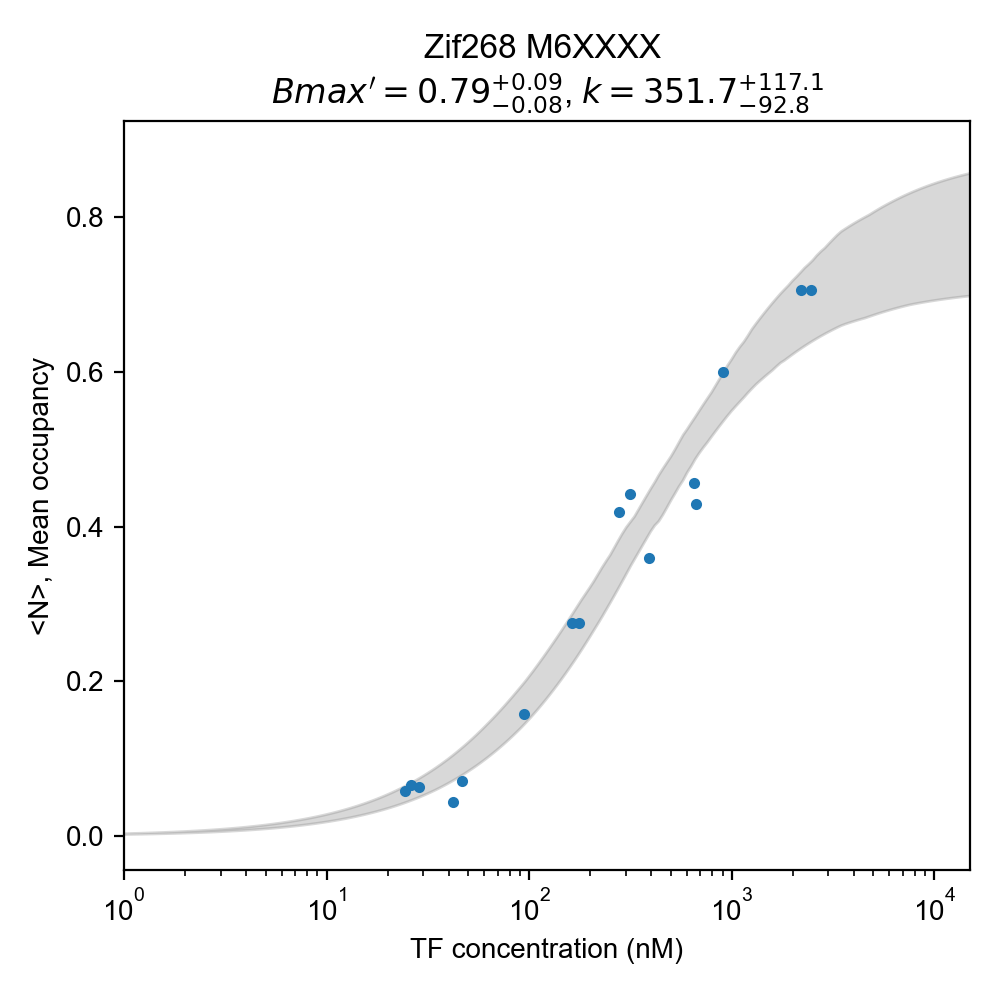 Zif268 M6XXXX
Bmax′ = 0.79+0.09−0.08, k = 351.7+117.1−92.8
0.8
0.6
0.4
0.2
0.0
<N>, Mean occupancy
10^0 10^1 10^2 10^3 10^4
TF concentration (nM)